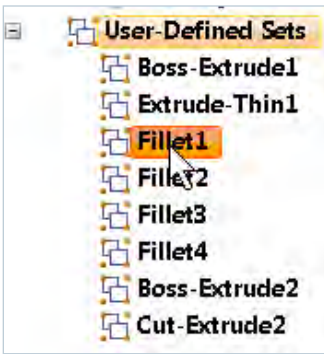 User-Defined Sets
Boss-Extrude1
Extrude-Thin1
Fillet1
Fillet2
Fillet3
Fillet4
Boss-Extrude2
Cut-Extrude2